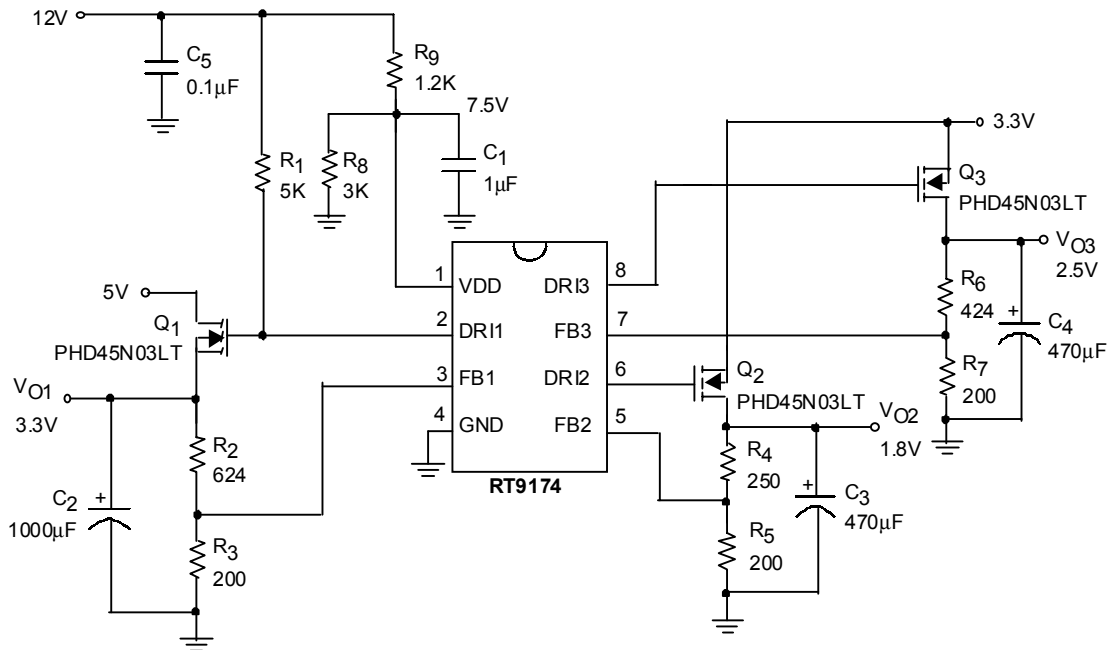 12V
C5
0.1μF
R9
1.2K
7.5V
R1
5K
R8
3K
C1
1μF
3.3V
Q3
PHD45N03LT
VO3
2.5V
R6
424
C4
470μF
R7
200
1
VDD
DRI3
8
2
DRI1
FB3
7
3
FB1
DRI2
6
4
GND
FB2
5
RT9174
5V
Q1
PHD45N03LT
VO1
3.3V
R2
624
C2
1000μF
R3
200
Q2
PHD45N03LT
VO2
1.8V
R4
250
C3
470μF
R5
200
+
+
+